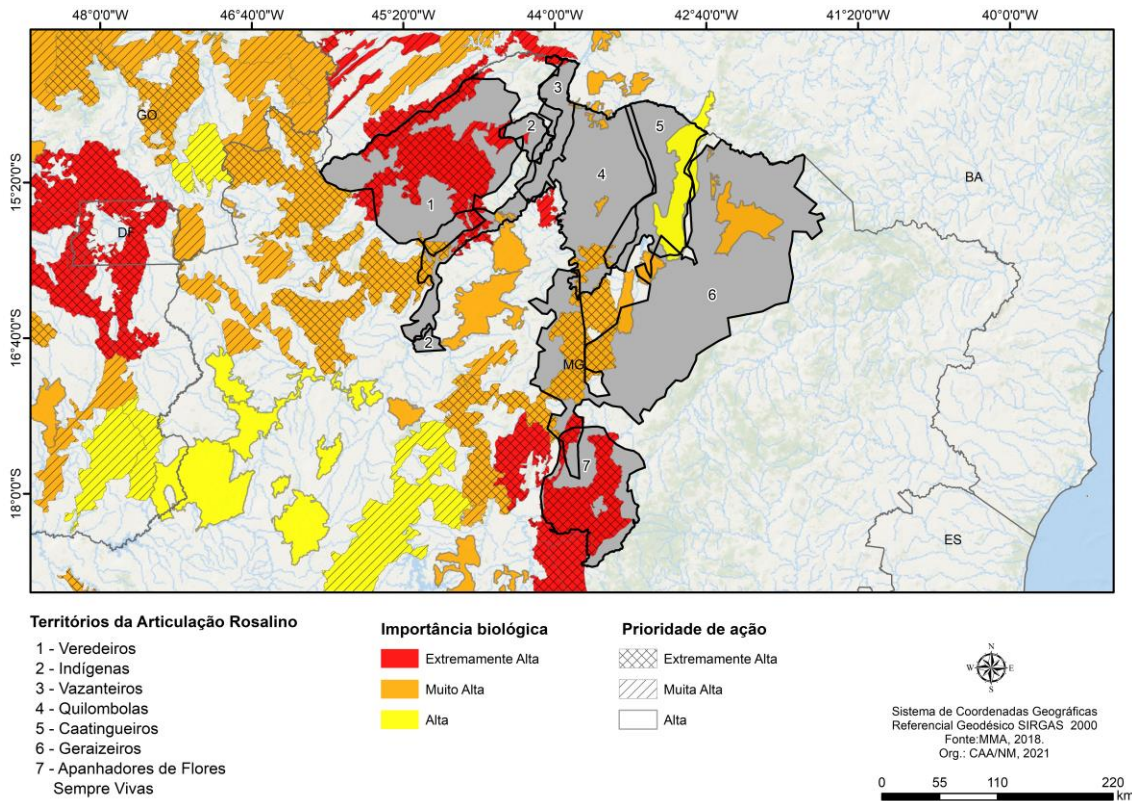 48°0'0"W 46°40'0"W 45°20'0"W 44°0'0"W 42°40'0"W 41°20'0"W 40°0'0"W
15°20'0"S
16°40'0"S
18°0'0"S
GO
DF
MG
BA
ES
1
2
2
3
4
5
6
7
Territórios da Articulação Rosalino
1 - Veredeiros
2 - Indígenas
3 - Vazanteiros
4 - Quilombolas
5 - Caatingueiros
6 - Geraizeiros
7 - Apanhadores de Flores
Sempre Vivas
Importância biológica
Extremamente Alta
Muito Alta
Alta
Prioridade de ação
Extremamente Alta
Muita Alta
Alta
N
W E
S
Sistema de Coordenadas Geográficas
Referencial Geodésico SIRGAS 2000
Fonte:MMA, 2018.
Org.: CAA/NM, 2021
0 55 110 220
km